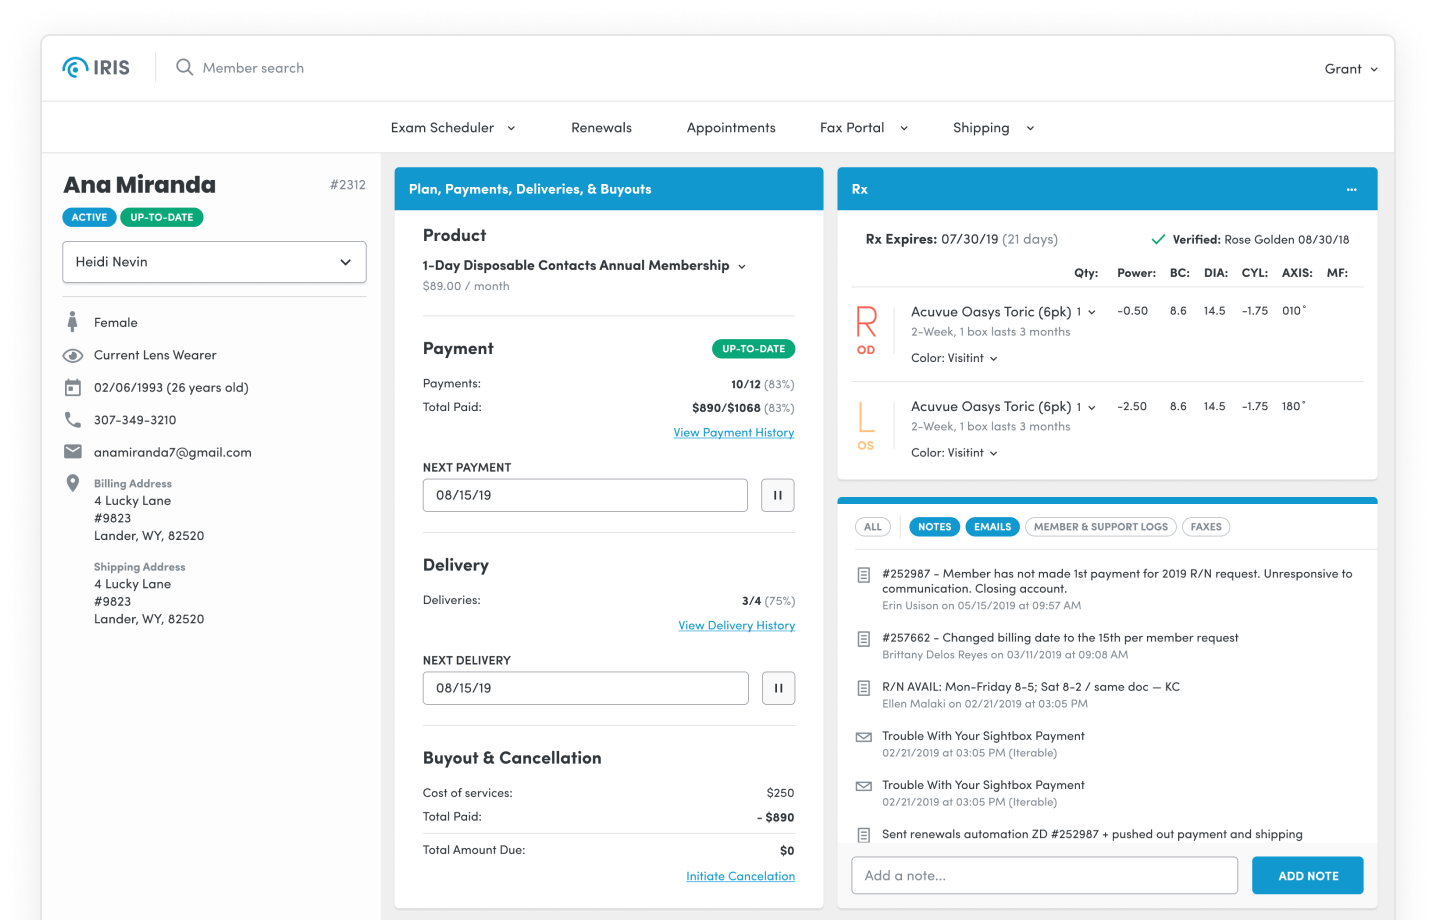 IRIS
Member search
Grant
Exam Scheduler
Renewals
Appointments
Fax Portal
Shipping
Ana Miranda
#2312
ACTIVE
UP-TO-DATE
Heidi Nevin
Female
Current Lens Wearer
02/06/1993 (26 years old)
307-349-3210
anamiranda7@gmail.com
Billing Address
4 Lucky Lane
#9823
Lander, WY, 82520
Shipping Address
4 Lucky Lane
#9823
Lander, WY, 82520
Plan, Payments, Deliveries, & Buyouts
Product
1-Day Disposable Contacts Annual Membership
$89.00 / month
Payment
UP-TO-DATE
Payments: 10/12 (83%)
Total Paid: $890/$1068 (83%)
View Payment History
NEXT PAYMENT
08/15/19
Delivery
Deliveries: 3/4 (75%)
View Delivery History
NEXT DELIVERY
08/15/19
Buyout & Cancellation
Cost of services: $250
Total Paid: - $890
Total Amount Due: $0
Initiate Cancelation
Rx
...
Rx Expires: 07/30/19 (21 days)
Verified: Rose Golden 08/30/18
Qty: Power: BC: DIA: CYL: AXIS: MF:
R
OD
Acuvue Oasys Toric (6pk) 1 -0.50 8.6 14.5 -1.75 010°
2-Week, 1 box lasts 3 months
Color: Visitint
L
OS
Acuvue Oasys Toric (6pk) 1 -2.50 8.6 14.5 -1.75 180°
2-Week, 1 box lasts 3 months
Color: Visitint
ALL
NOTES
EMAILS
MEMBER & SUPPORT LOGS
FAXES
#252987 - Member has not made 1st payment for 2019 R/N request. Unresponsive to
communication. Closing account.
Erin Usison on 05/15/2019 at 09:57 AM
#257662 - Changed billing date to the 15th per member request
Brittany Delos Reyes on 03/11/2019 at 09:08 AM
R/N AVAIL: Mon-Friday 8-5; Sat 8-2 / same doc — KC
Ellen Malaki on 02/21/2019 at 03:05 PM
Trouble With Your Sightbox Payment
02/21/2019 at 03:05 PM (Iterable)
Trouble With Your Sightbox Payment
02/21/2019 at 03:05 PM (Iterable)
Sent renewals automation ZD #252987 + pushed out payment and shipping
Add a note...
ADD NOTE